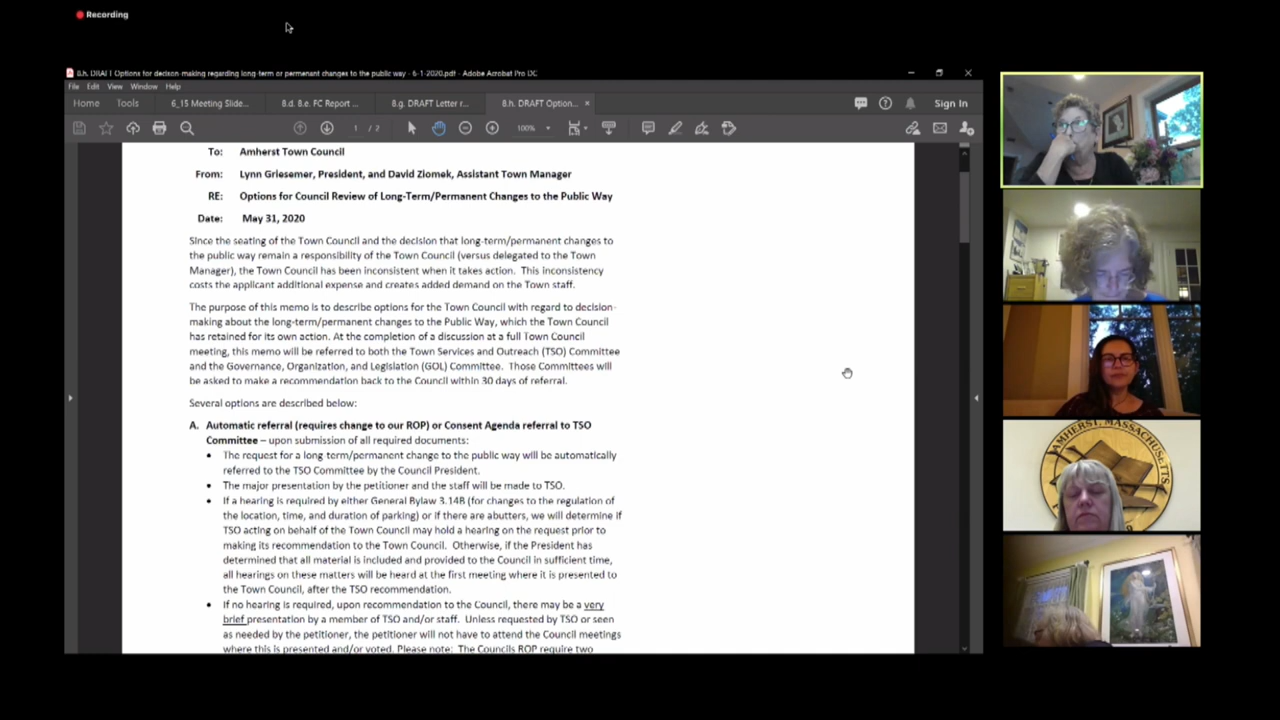 Recording
8.h. DRAFT Options for decison-making regarding long-term or permanent changes to the public way - 6-1-2020.pdf - Adobe Acrobat Pro DC
File Edit View Window Help
Home Tools 6_15 Meeting Slide... 8.d. 8.e. FC Report ... 8.g. DRAFT Letter r... 8.h. DRAFT Option... × Sign In
1 / 2 100%
To: Amherst Town Council
From: Lynn Griesemer, President, and David Ziomek, Assistant Town Manager
RE: Options for Council Review of Long-Term/Permanent Changes to the Public Way
Date: May 31, 2020
Since the seating of the Town Council and the decision that long-term/permanent changes to
the public way remain a responsibility of the Town Council (versus delegated to the Town
Manager), the Town Council has been inconsistent when it takes action. This inconsistency
costs the applicant additional expense and creates added demand on the Town staff.
The purpose of this memo is to describe options for the Town Council with regard to decision-
making about the long-term/permanent changes to the Public Way, which the Town Council
has retained for its own action. At the completion of a discussion at a full Town Council
meeting, this memo will be referred to both the Town Services and Outreach (TSO) Committee
and the Governance, Organization, and Legislation (GOL) Committee. Those Committees will
be asked to make a recommendation back to the Council within 30 days of referral.
Several options are described below:
A. Automatic referral (requires change to our ROP) or Consent Agenda referral to TSO
Committee – upon submission of all required documents:
• The request for a long term/permanent change to the public way will be automatically
referred to the TSO Committee by the Council President.
• The major presentation by the petitioner and the staff will be made to TSO.
• If a hearing is required by either General Bylaw 3.14B (for changes to the regulation of
the location, time, and duration of parking) or if there are abutters, we will determine if
TSO acting on behalf of the Town Council may hold a hearing on the request prior to
making its recommendation to the Town Council. Otherwise, if the President has
determined that all material is included and provided to the Council in sufficient time,
all hearings on these matters will be heard at the first meeting where it is presented to
the Town Council, after the TSO recommendation.
• If no hearing is required, upon recommendation to the Council, there may be a very
brief presentation by a member of TSO and/or staff. Unless requested by TSO or seen
as needed by the petitioner, the petitioner will not have to attend the Council meetings
where this is presented and/or voted. Please note: The Councils ROP require two
AMHERST, MASSACHUSETTS